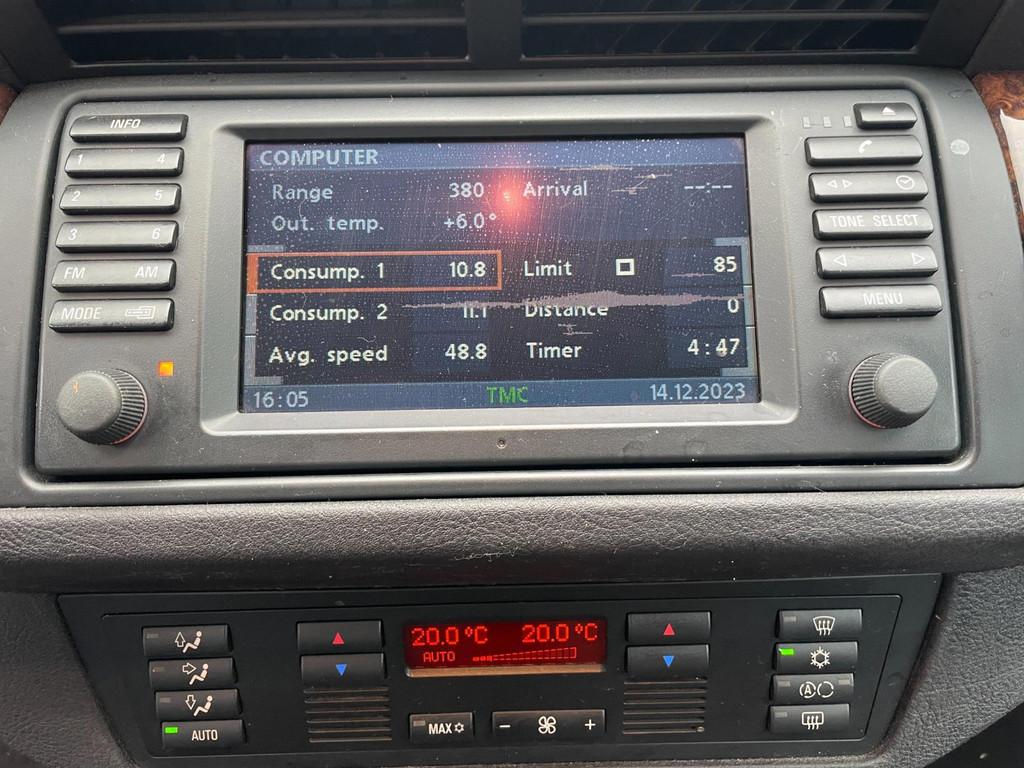 INFO
1 4
2 5
3 6
FM AM
MODE
TONE SELECT
MENU
COMPUTER
Range 380 Arrival --:--
Out. temp. +6.0°
Consump. 1 10.8 Limit 85
Consump. 2 11.1 Distance 0
Avg. speed 48.8 Timer 4:47
16:05 TMC 14.12.2023
20.0°C 20.0°C
AUTO
AUTO
MAX
- +
A